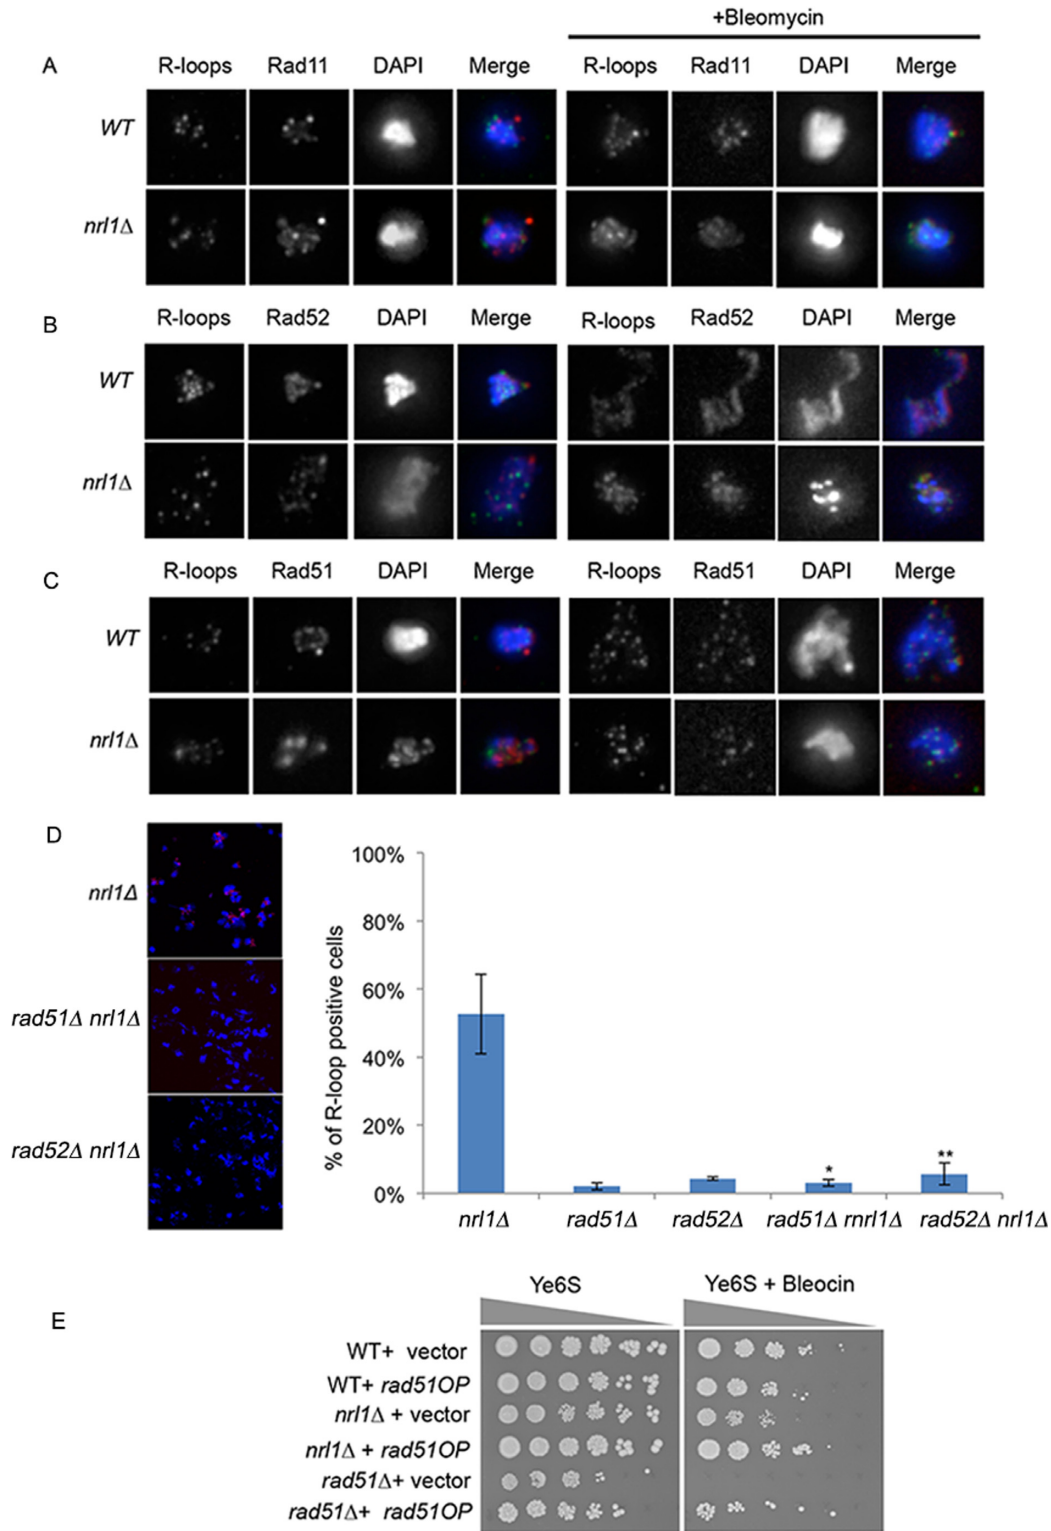 +Bleomycin
A
R-loops Rad11 DAPI Merge R-loops Rad11 DAPI Merge
WT
nrl1Δ
B
R-loops Rad52 DAPI Merge R-loops Rad52 DAPI Merge
WT
nrl1Δ
C
R-loops Rad51 DAPI Merge R-loops Rad51 DAPI Merge
WT
nrl1Δ
D
nrl1Δ
rad51Δ nrl1Δ
rad52Δ nrl1Δ
% of R-loop positive cells
100%
80%
60%
40%
20%
0%
* **
nrl1Δ rad51Δ rad52Δ rad51Δ rnrl1Δ rad52Δ nrl1Δ
E
Ye6S Ye6S + Bleocin
WT+ vector
WT+ rad51OP
nrl1Δ + vector
nrl1Δ + rad51OP
rad51Δ+ vector
rad51Δ+ rad51OP